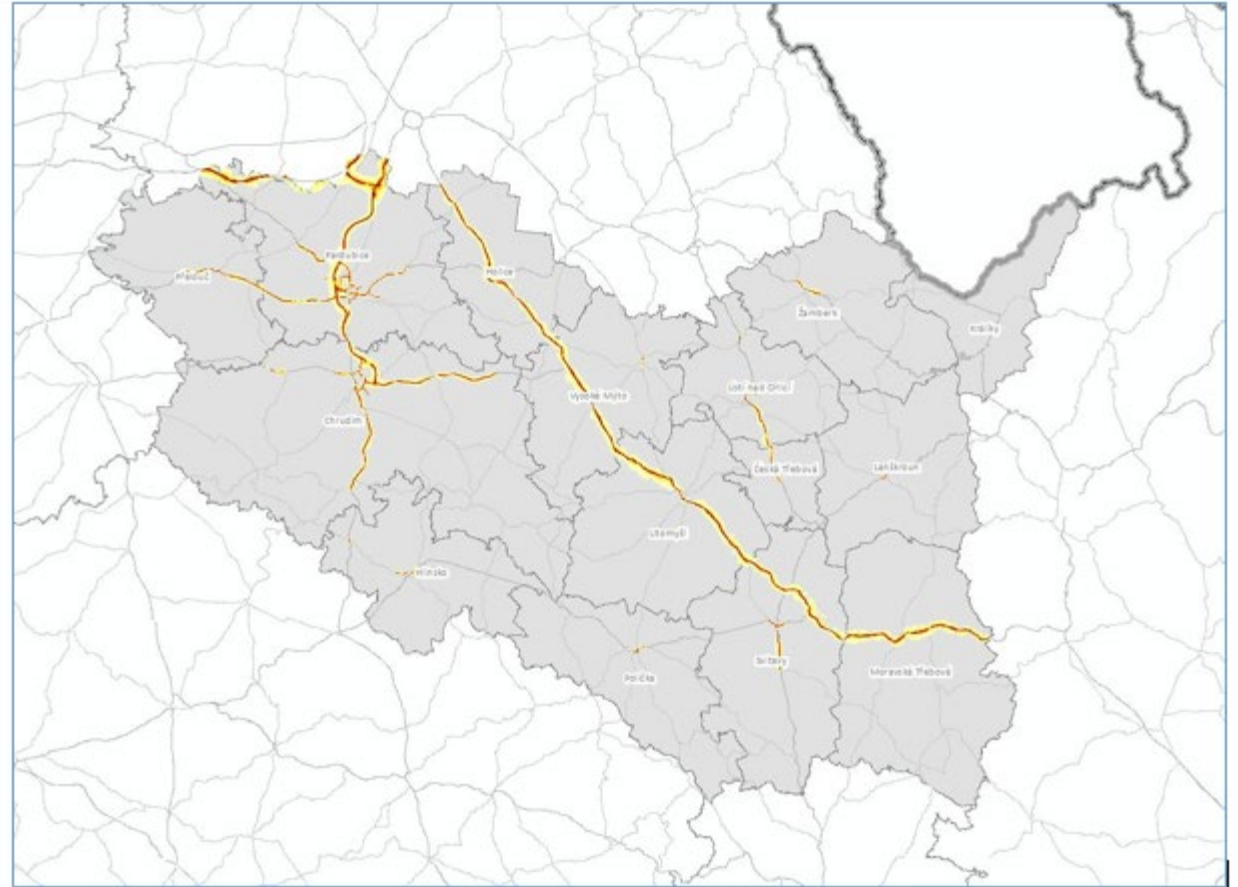 Pardubice
Přelouč
Holice
Žamberk
Králíky
Vysoké Mýto
Ústí nad Orlicí
Chrudim
Česká Třebová
Lanškroun
Litomyšl
Hlinsko
Svitavy
Polička
Moravská Třebová